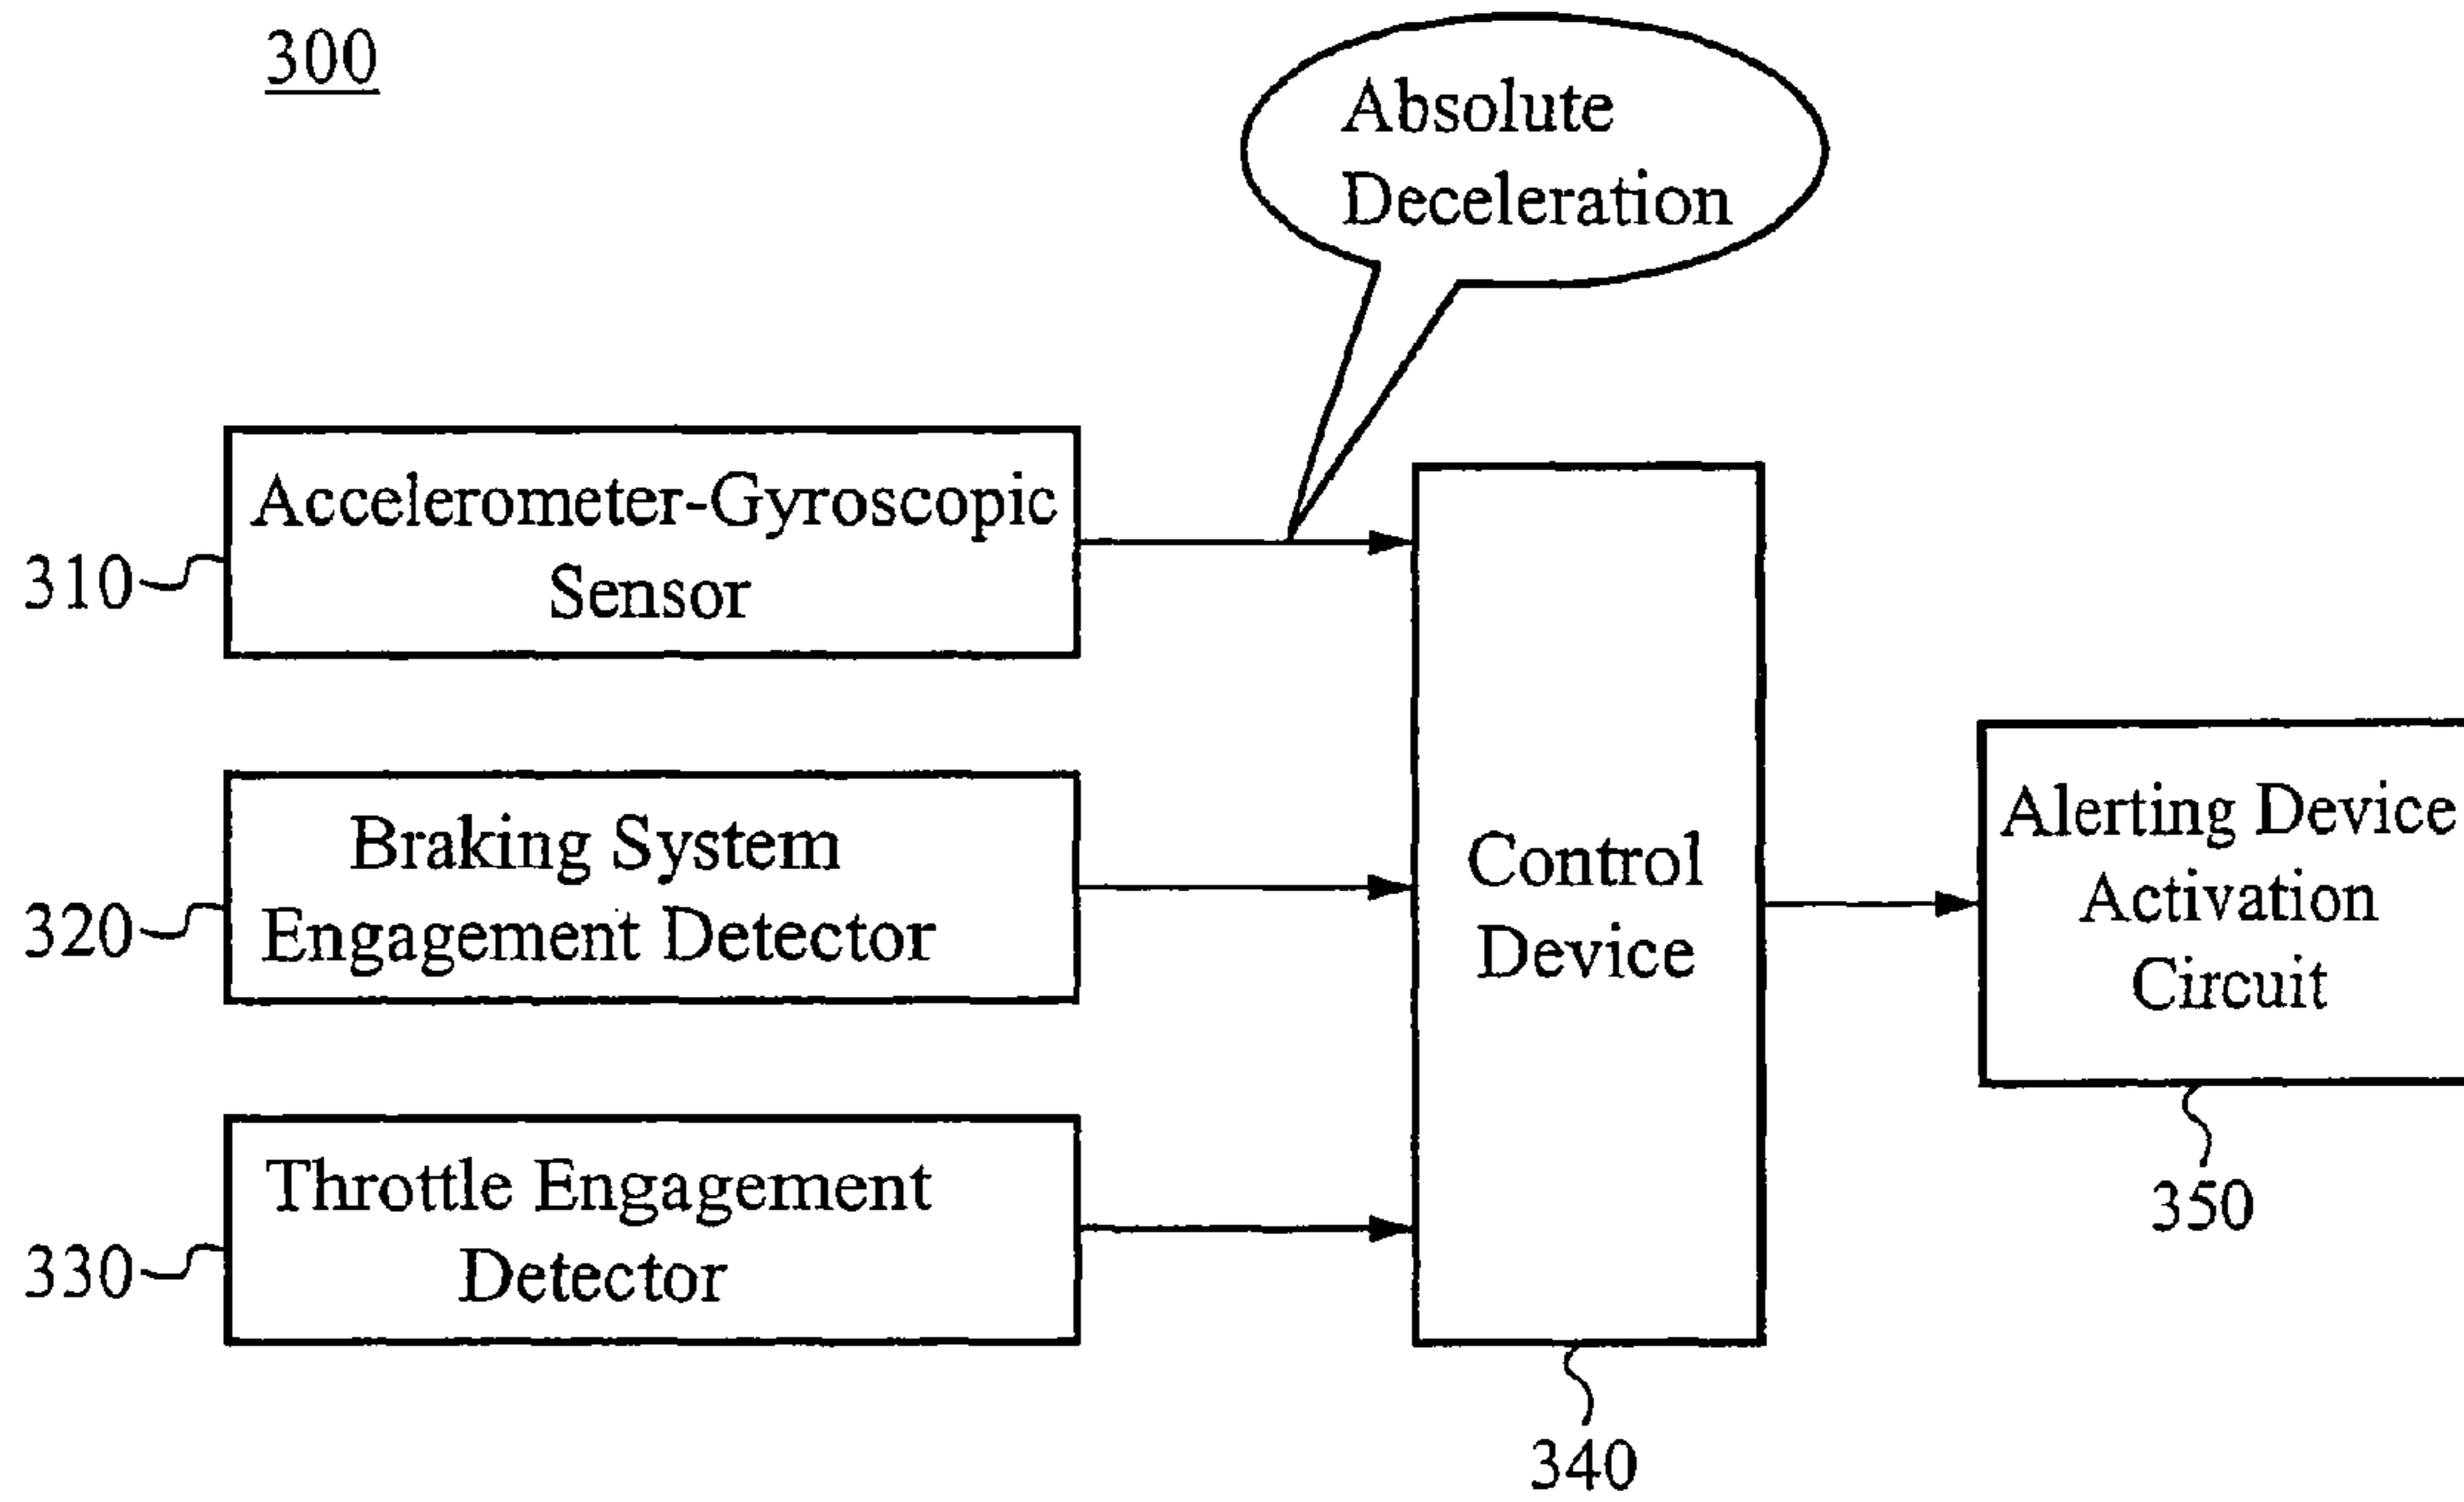 300
Absolute
Deceleration
Accelerometer-Gyroscopic
Sensor
310
Braking System
Engagement Detector
320
Throttle Engagement
Detector
330
Control
Device
340
Alerting Device
Activation
Circuit
350